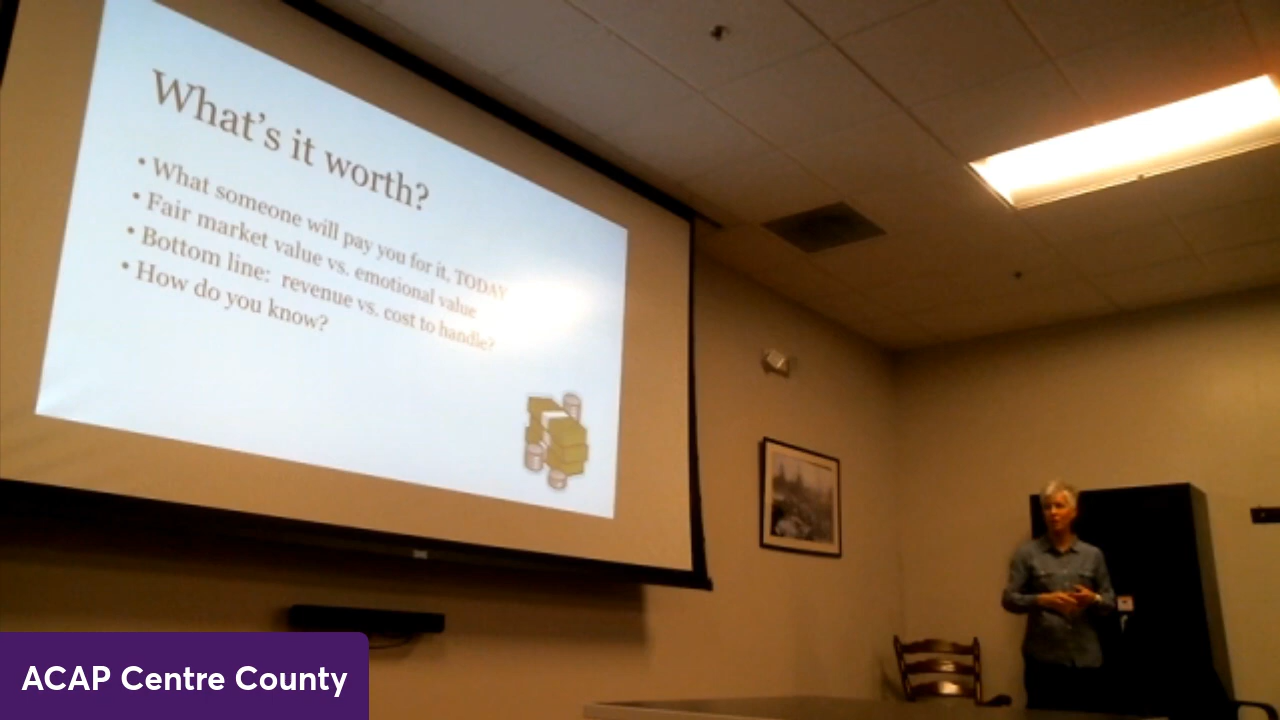 What's it worth?
• What someone will pay you for it, TODAY
• Fair market value vs. emotional value
• Bottom line: revenue vs. cost to handle?
• How do you know?
ACAP Centre County